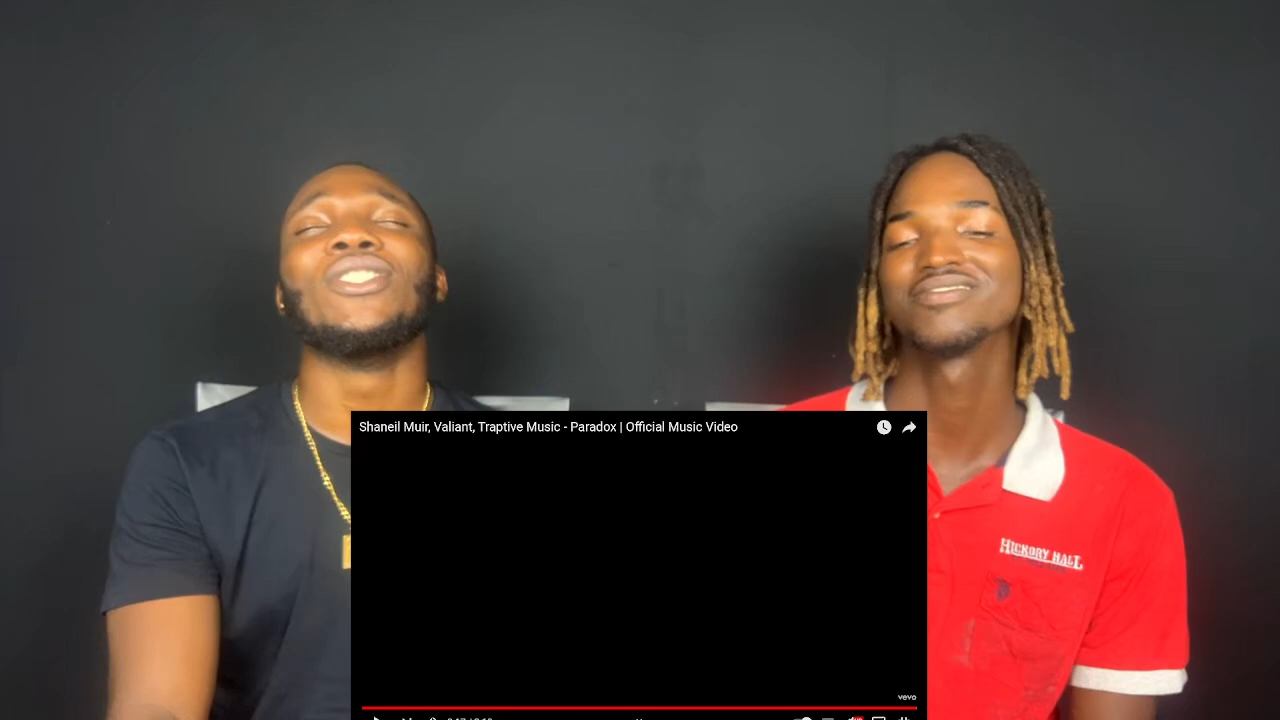 Shaneil Muir, Valiant, Traptive Music - Paradox | Official Music Video
HICKORY HALL
vevo